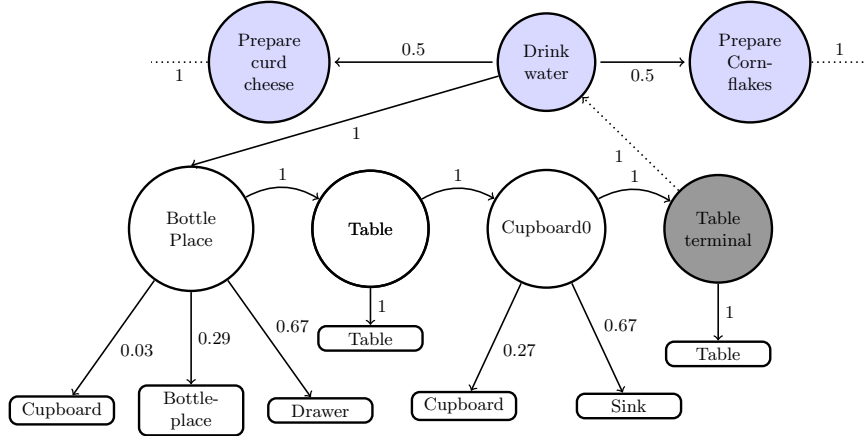 Prepare
curd
cheese
Drink
water
Prepare
Corn-
flakes
1
0.5
0.5
1
1
1
Bottle
Place
1
Table
1
Cupboard0
1
Table
terminal
0.03
0.29
0.67
1
Table
0.27
0.67
1
Table
Cupboard
Bottle-
place
Drawer
Cupboard
Sink